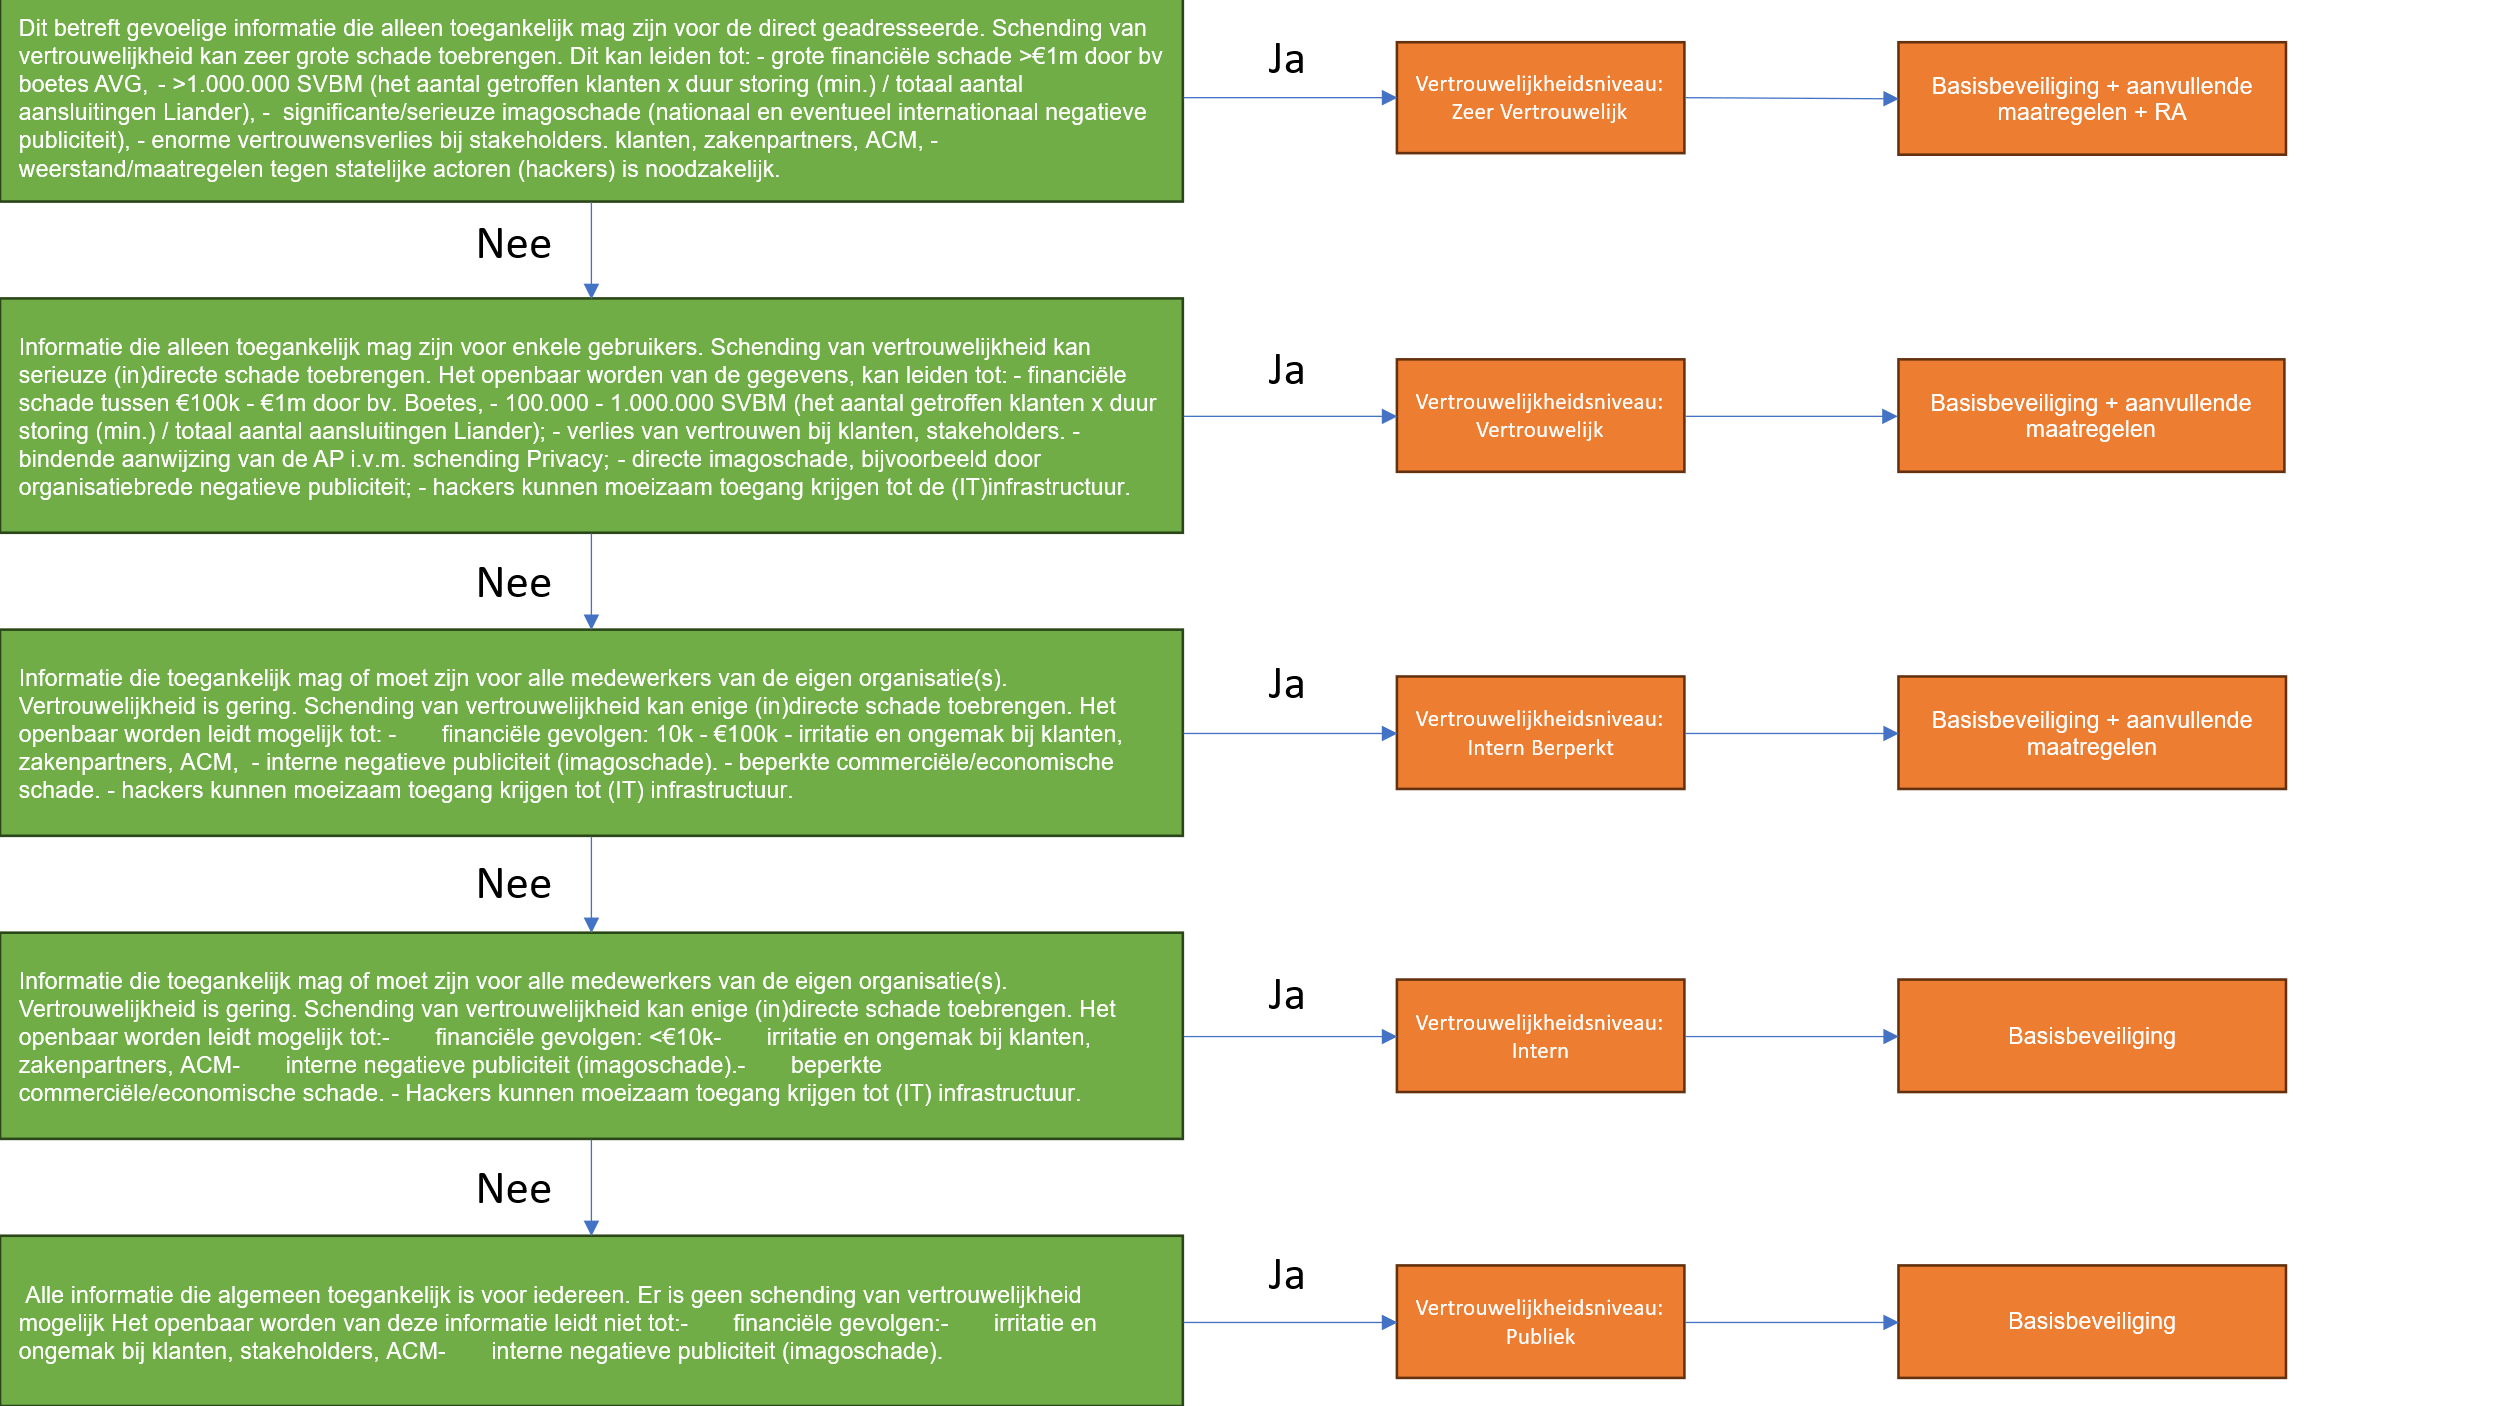 Dit betreft gevoelige informatie die alleen toegankelijk mag zijn voor de direct geadresseerde. Schending van
vertrouwelijkheid kan zeer grote schade toebrengen. Dit kan leiden tot: - grote financiële schade >€1m door bv
boetes AVG, - >1.000.000 SVBM (het aantal getroffen klanten x duur storing (min.) / totaal aantal
aansluitingen Liander), - significante/serieuze imagoschade (nationaal en eventueel internationaal negatieve
publiciteit), - enorme vertrouwensverlies bij stakeholders. klanten, zakenpartners, ACM, -
weerstand/maatregelen tegen statelijke actoren (hackers) is noodzakelijk.
Ja
Vertrouwelijkheidsniveau:
Zeer Vertrouwelijk
Basisbeveiliging + aanvullende
maatregelen + RA
Nee
Informatie die alleen toegankelijk mag zijn voor enkele gebruikers. Schending van vertrouwelijkheid kan
serieuze (in)directe schade toebrengen. Het openbaar worden van de gegevens, kan leiden tot: - financiële
schade tussen €100k - €1m door bv. Boetes, - 100.000 - 1.000.000 SVBM (het aantal getroffen klanten x duur
storing (min.) / totaal aantal aansluitingen Liander); - verlies van vertrouwen bij klanten, stakeholders. -
bindende aanwijzing van de AP i.v.m. schending Privacy; - directe imagoschade, bijvoorbeeld door
organisatiebrede negatieve publiciteit; - hackers kunnen moeizaam toegang krijgen tot de (IT)infrastructuur.
Ja
Vertrouwelijkheidsniveau:
Vertrouwelijk
Basisbeveiliging + aanvullende
maatregelen
Nee
Informatie die toegankelijk mag of moet zijn voor alle medewerkers van de eigen organisatie(s).
Vertrouwelijkheid is gering. Schending van vertrouwelijkheid kan enige (in)directe schade toebrengen. Het
openbaar worden leidt mogelijk tot: - financiële gevolgen: 10k - €100k - irritatie en ongemak bij klanten,
zakenpartners, ACM, - interne negatieve publiciteit (imagoschade). - beperkte commerciële/economische
schade. - hackers kunnen moeizaam toegang krijgen tot (IT) infrastructuur.
Ja
Vertrouwelijkheidsniveau:
Intern Berperkt
Basisbeveiliging + aanvullende
maatregelen
Nee
Informatie die toegankelijk mag of moet zijn voor alle medewerkers van de eigen organisatie(s).
Vertrouwelijkheid is gering. Schending van vertrouwelijkheid kan enige (in)directe schade toebrengen. Het
openbaar worden leidt mogelijk tot:- financiële gevolgen: <€10k- irritatie en ongemak bij klanten,
zakenpartners, ACM- interne negatieve publiciteit (imagoschade).- beperkte
commerciële/economische schade. - Hackers kunnen moeizaam toegang krijgen tot (IT) infrastructuur.
Ja
Vertrouwelijkheidsniveau:
Intern
Basisbeveiliging
Nee
Alle informatie die algemeen toegankelijk is voor iedereen. Er is geen schending van vertrouwelijkheid
mogelijk Het openbaar worden van deze informatie leidt niet tot:- financiële gevolgen:- irritatie en
ongemak bij klanten, stakeholders, ACM- interne negatieve publiciteit (imagoschade).
Ja
Vertrouwelijkheidsniveau:
Publiek
Basisbeveiliging